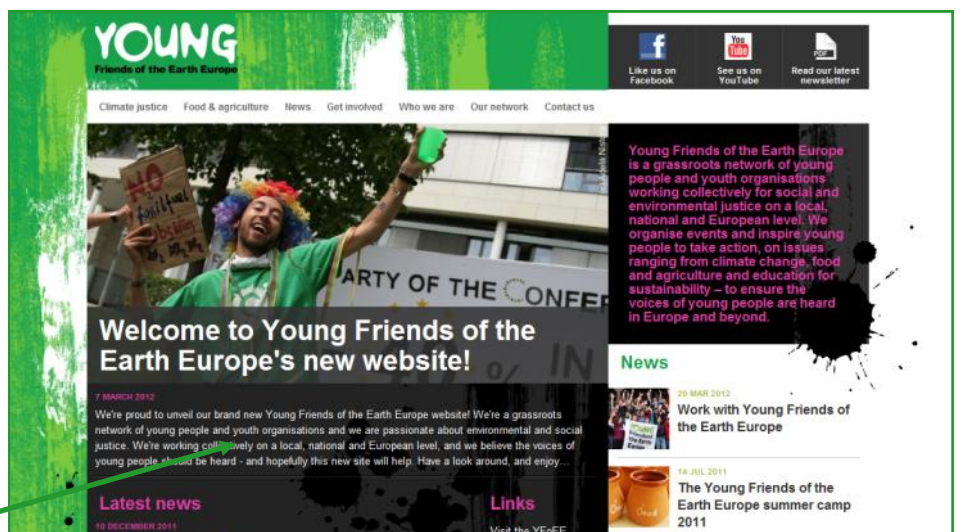 YOUNG
Friends of the Earth Europe
Like us on
Facebook
You
Tube
See us on
YouTube
PDF
Read our latest
newsletter
Climate justice Food & agriculture News Get involved Who we are Our network Contact us
NO
fossil fuel
PARTY OF THE CONFER
% IN
Welcome to Young Friends of the
Earth Europe's new website!
7 MARCH 2012
We're proud to unveil our brand new Young Friends of the Earth Europe website! We're a grassroots
network of young people and youth organisations and we are passionate about environmental and social
justice. We're working collectively on a local, national and European level, and we believe the voices of
young people should be heard - and hopefully this new site will help. Have a look around, and enjoy...
Latest news
10 DECEMBER 2011
Links
Visit the YFoEE
Young Friends of the Earth Europe
is a grassroots network of young
people and youth organisations
working collectively for social and
environmental justice on a local,
national and European level. We
organise events and inspire young
people to take action, on issues
ranging from climate change, food
and agriculture and education for
sustainability – to ensure the
voices of young people are heard
in Europe and beyond.
News
20 MAR 2012
Work with Young Friends of
the Earth Europe
YOUNG
14 JUL 2011
The Young Friends of the
Earth Europe summer camp
2011